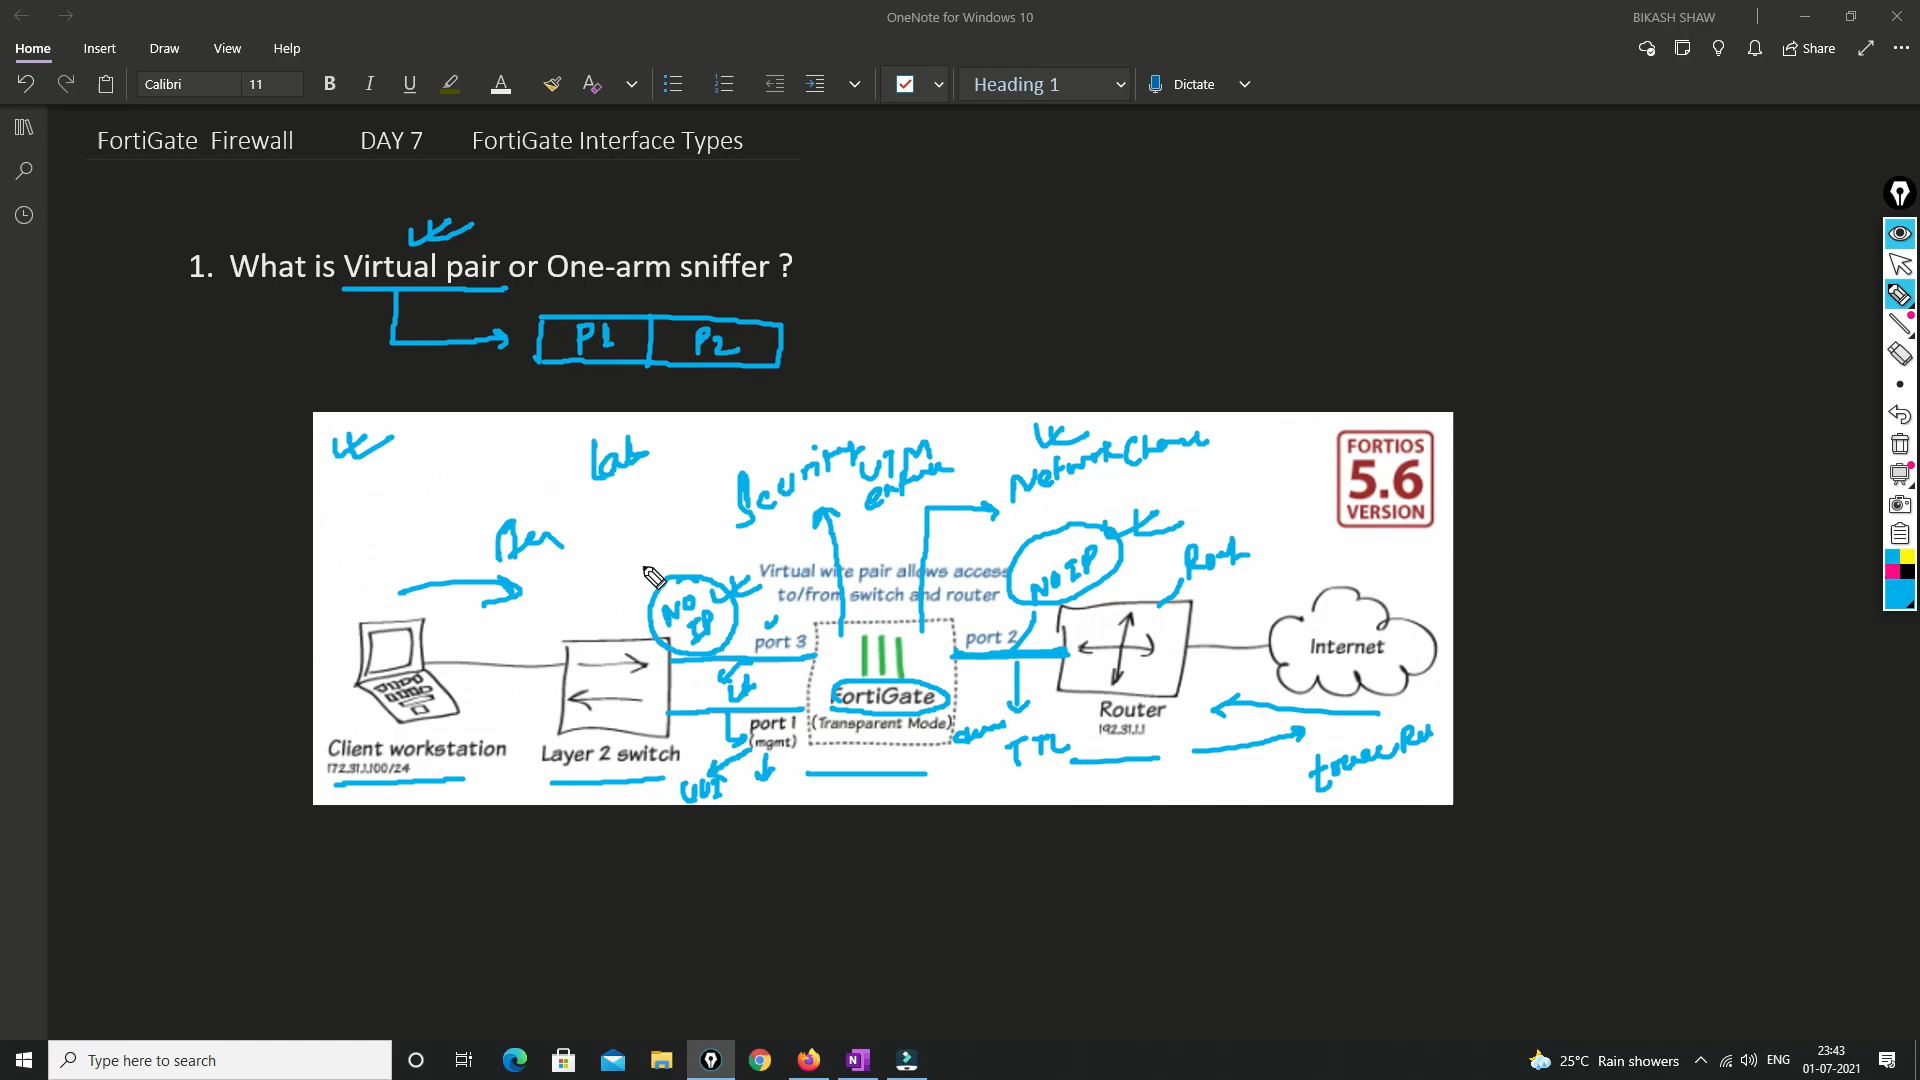 OneNote for Windows 10
BIKASH SHAW
Home Insert Draw View Help
Share
Calibri 11 B I U A A Heading 1 Dictate
FortiGate Firewall DAY 7 FortiGate Interface Types
1. What is Virtual pair or One-arm sniffer ?
P1 P2
Lab
Security UTM
Network
FORTIOS
5.6
VERSION
Virtual wire pair allows access
to/from switch and router
NO IP
NO
IP
port 3
port 2
Internet
FortiGate
(Transparent Mode)
port 1
(mgmt)
Router
192.31.1.1
Client workstation
172.31.1.100/24
Layer 2 switch
TTL
GUI
Type here to search
25°C Rain showers
ENG
23:43
01-07-2021